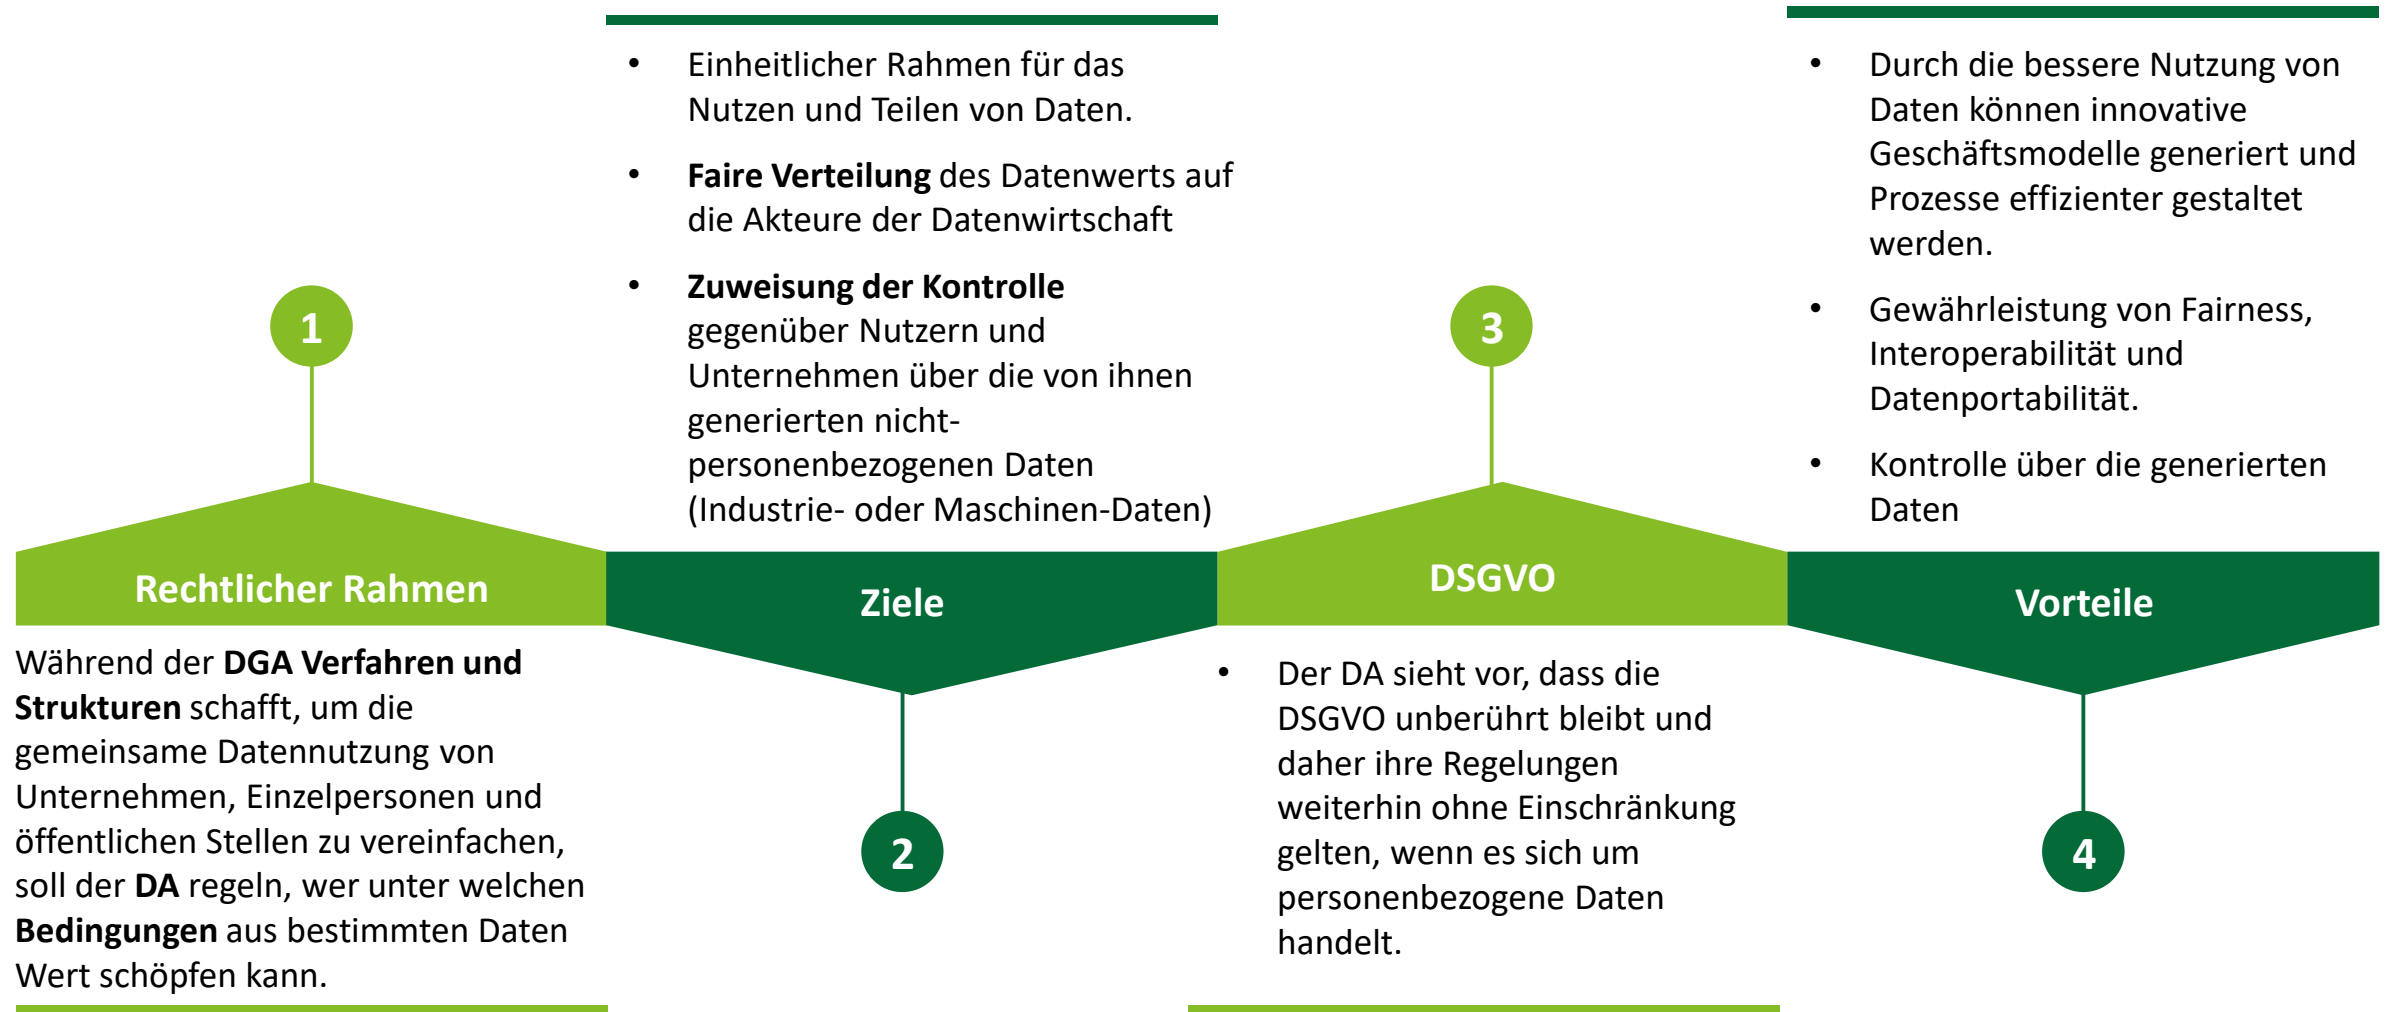 1
Rechtlicher Rahmen
Während der DGA Verfahren und
Strukturen schafft, um die
gemeinsame Datennutzung von
Unternehmen, Einzelpersonen und
öffentlichen Stellen zu vereinfachen,
soll der DA regeln, wer unter welchen
Bedingungen aus bestimmten Daten
Wert schöpfen kann.
• Einheitlicher Rahmen für das
Nutzen und Teilen von Daten.
• Faire Verteilung des Datenwerts auf
die Akteure der Datenwirtschaft
• Zuweisung der Kontrolle
gegenüber Nutzern und
Unternehmen über die von ihnen
generierten nicht-
personenbezogenen Daten
(Industrie- oder Maschinen-Daten)
Ziele
2
3
DSGVO
• Der DA sieht vor, dass die
DSGVO unberührt bleibt und
daher ihre Regelungen
weiterhin ohne Einschränkung
gelten, wenn es sich um
personenbezogene Daten
handelt.
• Durch die bessere Nutzung von
Daten können innovative
Geschäftsmodelle generiert und
Prozesse effizienter gestaltet
werden.
• Gewährleistung von Fairness,
Interoperabilität und
Datenportabilität.
• Kontrolle über die generierten
Daten
Vorteile
4